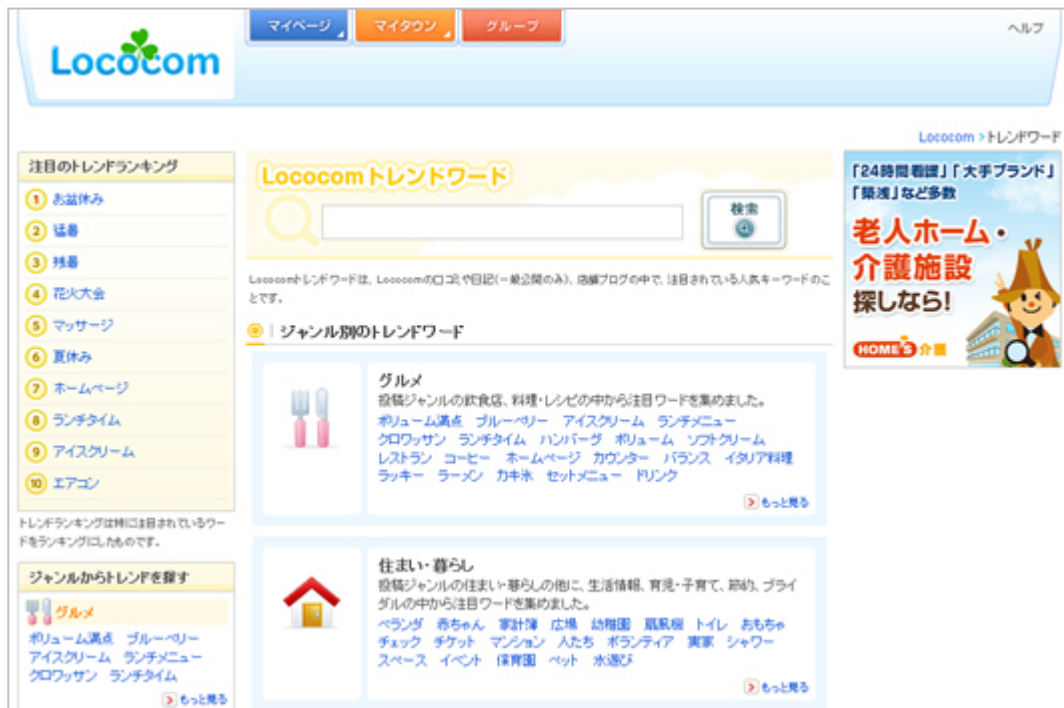 マイページ
マイタウン
グループ
ヘルプ
Lococom
Lococom >トレンドワード
注目のトレンドランキング
1 お盆休み
2 猛暑
3 残暑
4 花火大会
5 マッサージ
6 夏休み
7 ホームページ
8 ランチタイム
9 アイスクリーム
10 エアコン
トレンドランキングは特に注目されているワー
ドをランキングにしたものです。
ジャンルからトレンドを探す
グルメ
ボリューム満点 ブルーベリー
アイスクリーム ランチメニュー
クロワッサン ランチタイム
もっと見る
Lococomトレンドワード
検索
Lococomトレンドワードは、Lococomの口コミや日記(一般公開のみ)、店舗ブログの中で、注目されている人気キーワードのこ
とです。
ジャンル別のトレンドワード
グルメ
投稿ジャンルの飲食店、料理・レシピの中から注目ワードを集めました。
ボリューム満点 ブルーベリー アイスクリーム ランチメニュー
クロワッサン ランチタイム ハンバーグ ボリューム ソフトクリーム
レストラン コーヒー ホームページ カウンター バランス イタリア料理
ラッキー ラーメン カキ氷 セットメニュー ドリンク
もっと見る
住まい・暮らし
投稿ジャンルの住まい・暮らしの他に、生活情報、育児・子育て、節約、ブライ
ダルの中から注目ワードを集めました。
ベランダ 赤ちゃん 家計簿 広場 幼稚園 扇風機 トイレ おもちゃ
チェック チケット マンション 人たち ボランティア 実家 シャワー
スペース イベント 保育園 ペット 水遊び
もっと見る
「24時間看護」「大手ブランド」
「築浅」など多数
老人ホーム・
介護施設
探しなら!
HOME'S介護